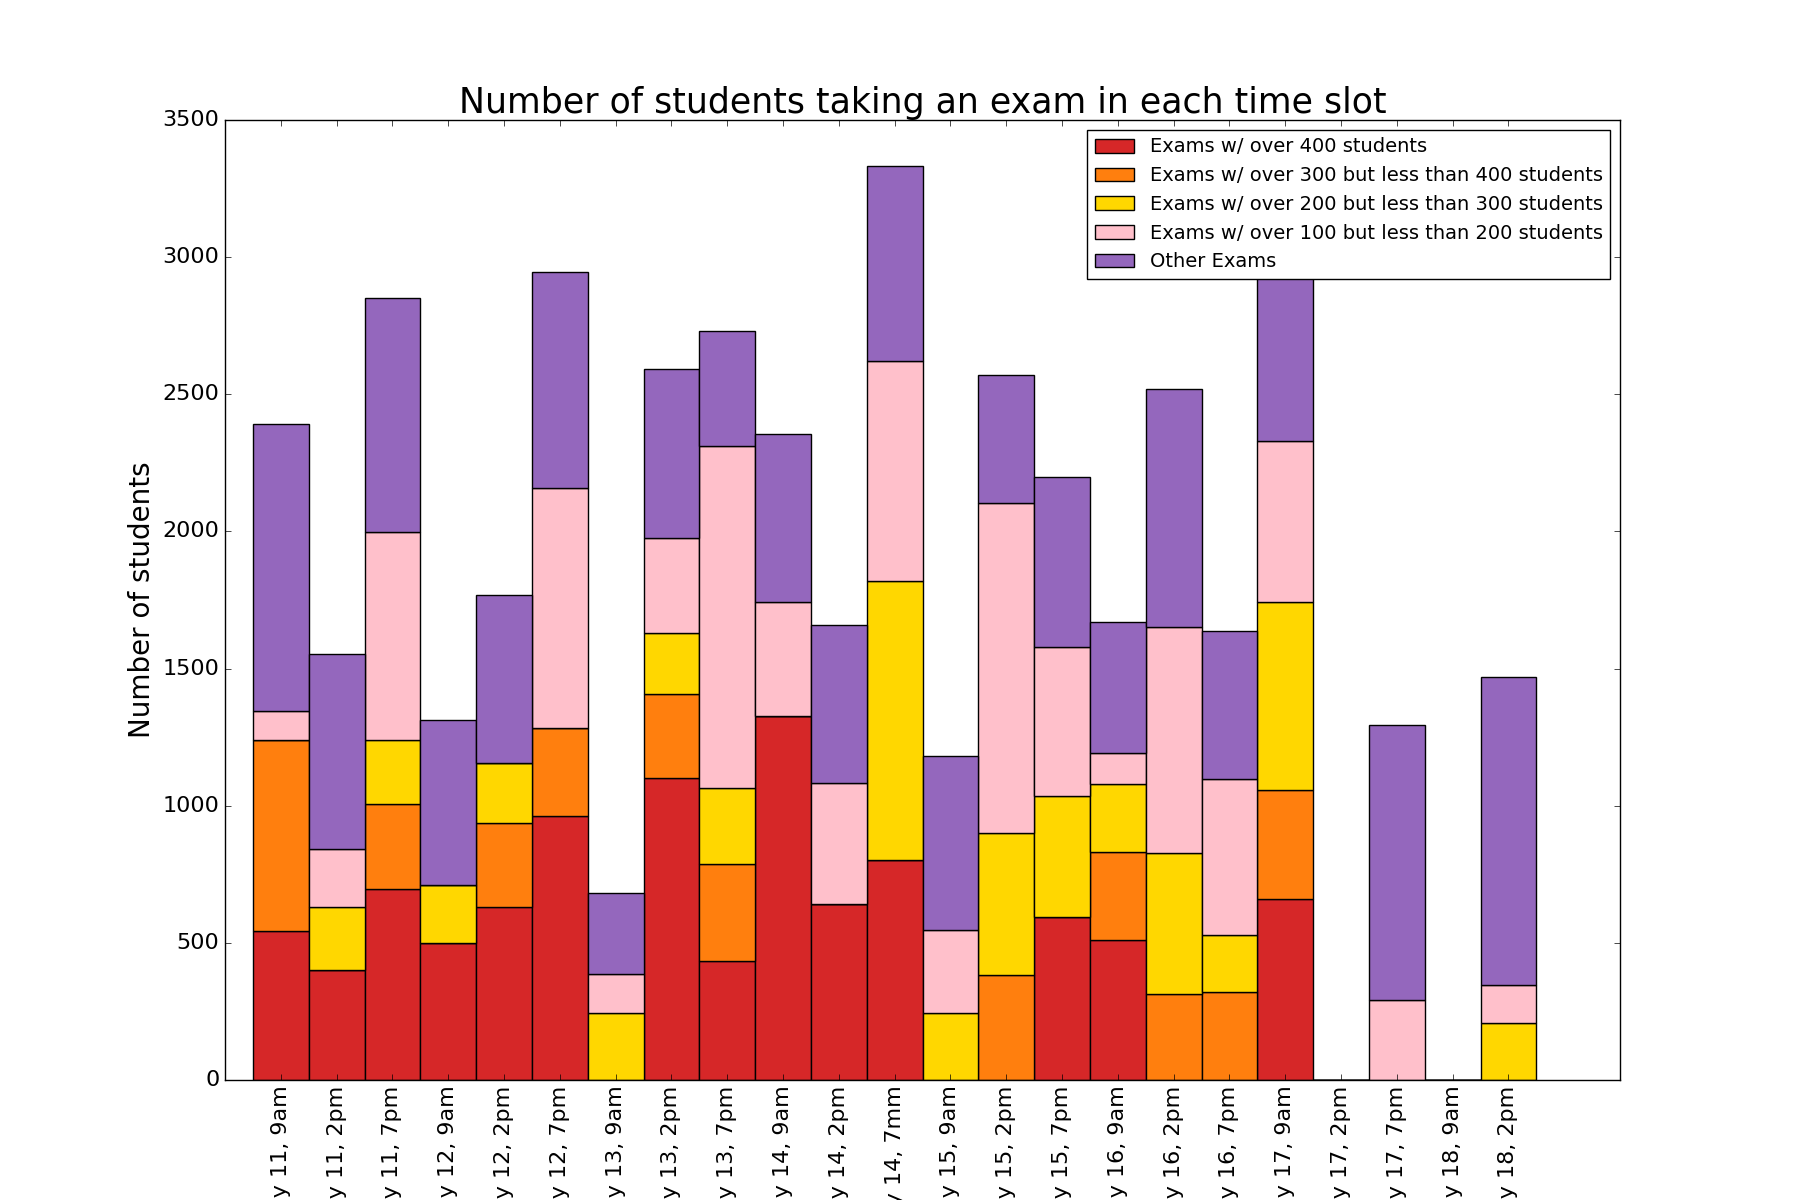 Number of students taking an exam in each time slot
Number of students
3500
3000
2500
2000
1500
1000
500
0
Exams w/ over 400 students
Exams w/ over 300 but less than 400 students
Exams w/ over 200 but less than 300 students
Exams w/ over 100 but less than 200 students
Other Exams
y 11, 9am
y 11, 2pm
y 11, 7pm
y 12, 9am
y 12, 2pm
y 12, 7pm
y 13, 9am
y 13, 2pm
y 13, 7pm
y 14, 9am
y 14, 2pm
y 14, 7mm
y 15, 9am
y 15, 2pm
y 15, 7pm
y 16, 9am
y 16, 2pm
y 16, 7pm
y 17, 9am
y 17, 2pm
y 17, 7pm
y 18, 9am
y 18, 2pm